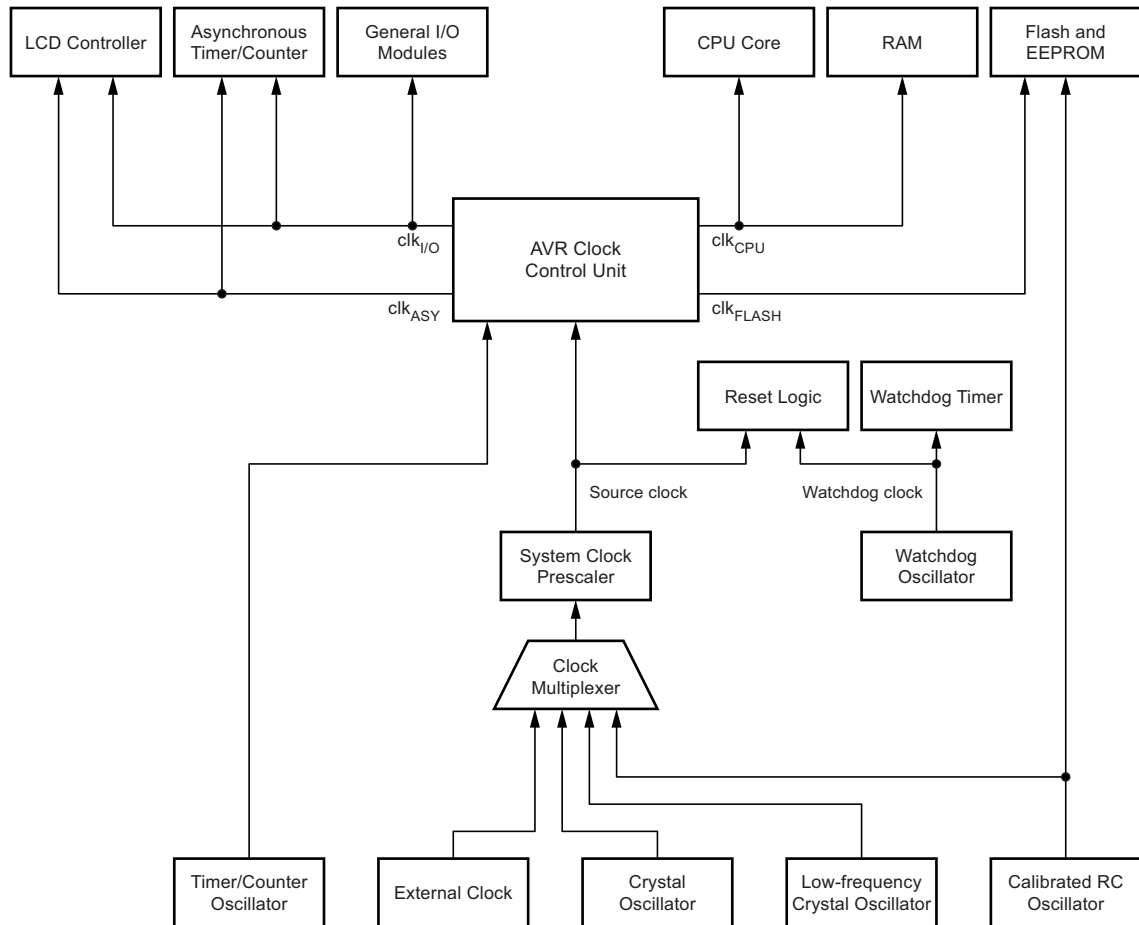 LCD Controller
Asynchronous
Timer/Counter
General I/O
Modules
CPU Core
RAM
Flash and
EEPROM
clkI/O
AVR Clock
Control Unit
clkCPU
clkASY
clkFLASH
Reset Logic
Watchdog Timer
Source clock
Watchdog clock
System Clock
Prescaler
Watchdog
Oscillator
Clock
Multiplexer
Timer/Counter
Oscillator
External Clock
Crystal
Oscillator
Low-frequency
Crystal Oscillator
Calibrated RC
Oscillator